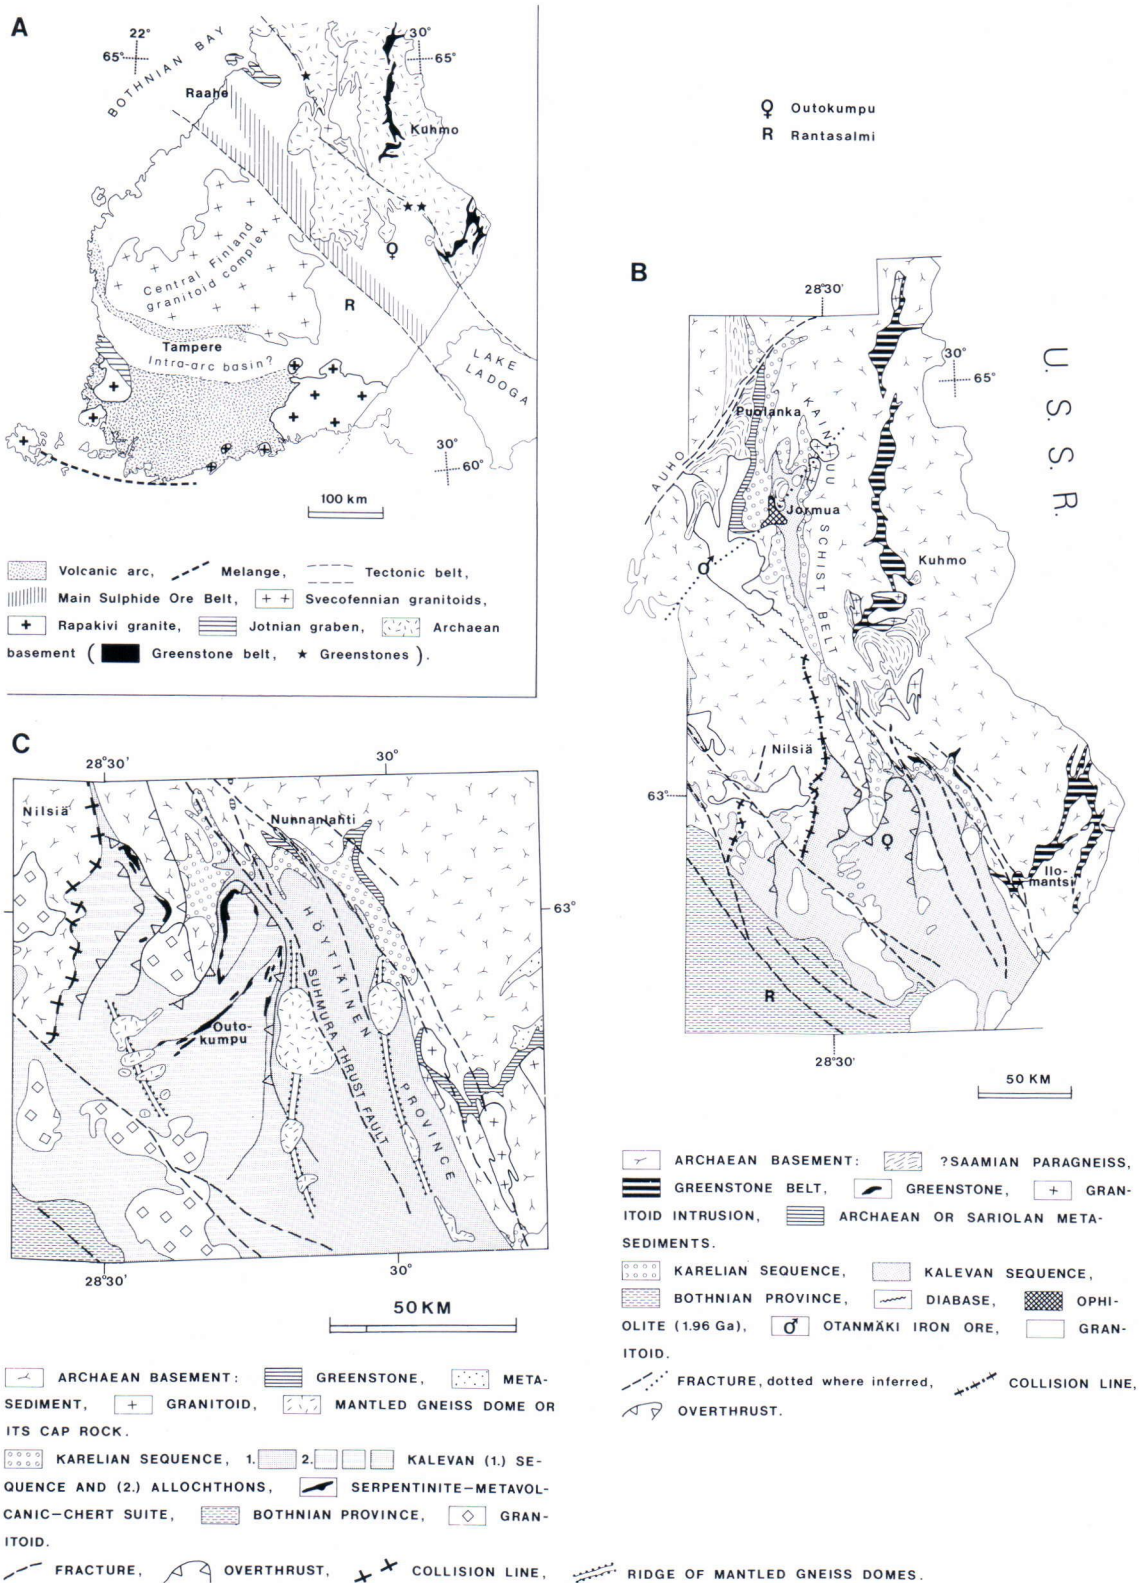 A
22°
65°
BOTHNIAN BAY
30°
65°
Raahe
Kuhmo
Central Finland
granitoid complex
R
Tampere
Intra-arc basin?
LAKE
LADOGA
30°
60°
100 km
Volcanic arc, Melange, Tectonic belt,
Main Sulphide Ore Belt, Svecofennian granitoids,
Rapakivi granite, Jotnian graben, Archaean
basement ( Greenstone belt, ★ Greenstones ).
♀ Outokumpu
R Rantasalmi
B
28°30'
30°
65°
U.S.S.R.
Puolanka
KAINUU SCHIST BELT
AUHO
Jormua
♂
Kuhmo
Nilsiä
63°
♀
Ilo-
mantsi
R
28°30'
50 KM
ARCHAEAN BASEMENT: ?SAAMIAN PARAGNEISS,
GREENSTONE BELT, GREENSTONE, GRAN-
ITOID INTRUSION, ARCHAEAN OR SARIOLAN META-
SEDIMENTS.
KARELIAN SEQUENCE, KALEVAN SEQUENCE,
BOTHNIAN PROVINCE, DIABASE, OPHI-
OLITE (1.96 Ga), ♂ OTANMÄKI IRON ORE, GRAN-
ITOID.
FRACTURE, dotted where inferred, COLLISION LINE,
OVERTHRUST.
C
28°30'
30°
Nilsiä
Nunnanlahti
63°
HÖYTIÄINEN PROVINCE
SUHMURA THRUST FAULT
Outo-
kumpu
28°30'
30°
50 KM
ARCHAEAN BASEMENT: GREENSTONE, META-
SEDIMENT, GRANITOID, MANTLED GNEISS DOME OR
ITS CAP ROCK.
KARELIAN SEQUENCE, 1. 2. KALEVAN (1.) SE-
QUENCE AND (2.) ALLOCHTHONS, SERPENTINITE-METAVOL-
CANIC-CHERT SUITE, BOTHNIAN PROVINCE, GRAN-
ITOID.
FRACTURE, OVERTHRUST, COLLISION LINE, RIDGE OF MANTLED GNEISS DOMES.